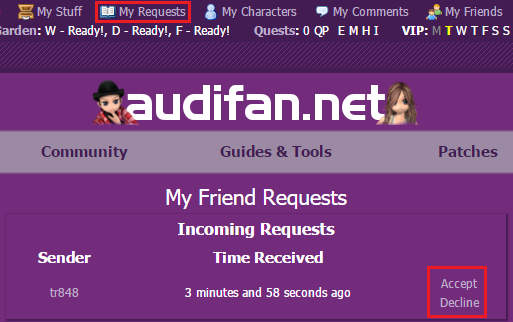 My Stuff My Requests My Characters My Comments My Friends
Garden: W - Ready!, D - Ready!, F - Ready! Quests: 0 QP E M H I VIP: M T W T F S S
audifan.net
Community Guides & Tools Patches
My Friend Requests
Incoming Requests
Sender Time Received
Accept
tr848 3 minutes and 58 seconds ago
Decline